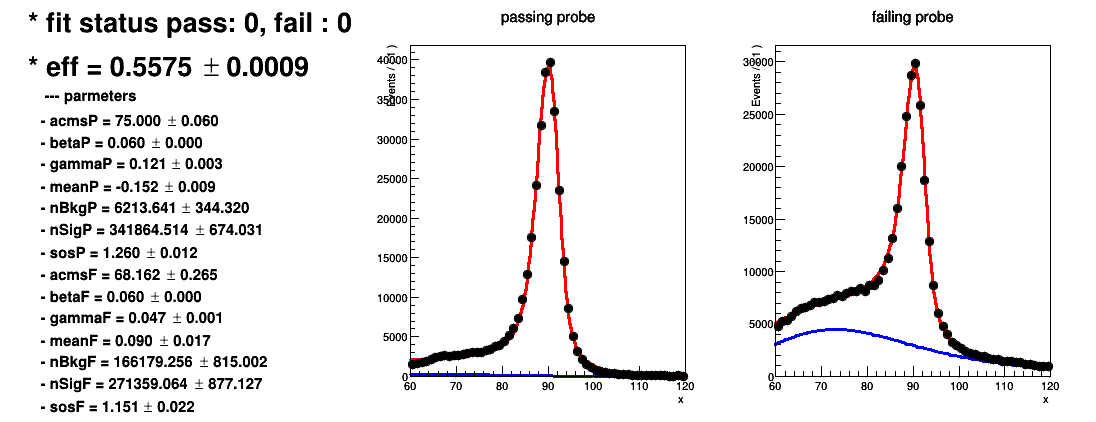 * fit status pass: 0, fail : 0
* eff = 0.5575 ± 0.0009
--- parmeters
- acmsP = 75.000 ± 0.060
- betaP = 0.060 ± 0.000
- gammaP = 0.121 ± 0.003
- meanP = -0.152 ± 0.009
- nBkgP = 6213.641 ± 344.320
- nSigP = 341864.514 ± 674.031
- sosP = 1.260 ± 0.012
- acmsF = 68.162 ± 0.265
- betaF = 0.060 ± 0.000
- gammaF = 0.047 ± 0.001
- meanF = 0.090 ± 0.017
- nBkgF = 166179.256 ± 815.002
- nSigF = 271359.064 ± 877.127
- sosF = 1.151 ± 0.022
passing probe
Events / ( 1 )
40000
35000
30000
25000
20000
15000
10000
5000
0
60 70 80 90 100 110 120
x
failing probe
Events / ( 1 )
30000
25000
20000
15000
10000
5000
0
60 70 80 90 100 110 120
x